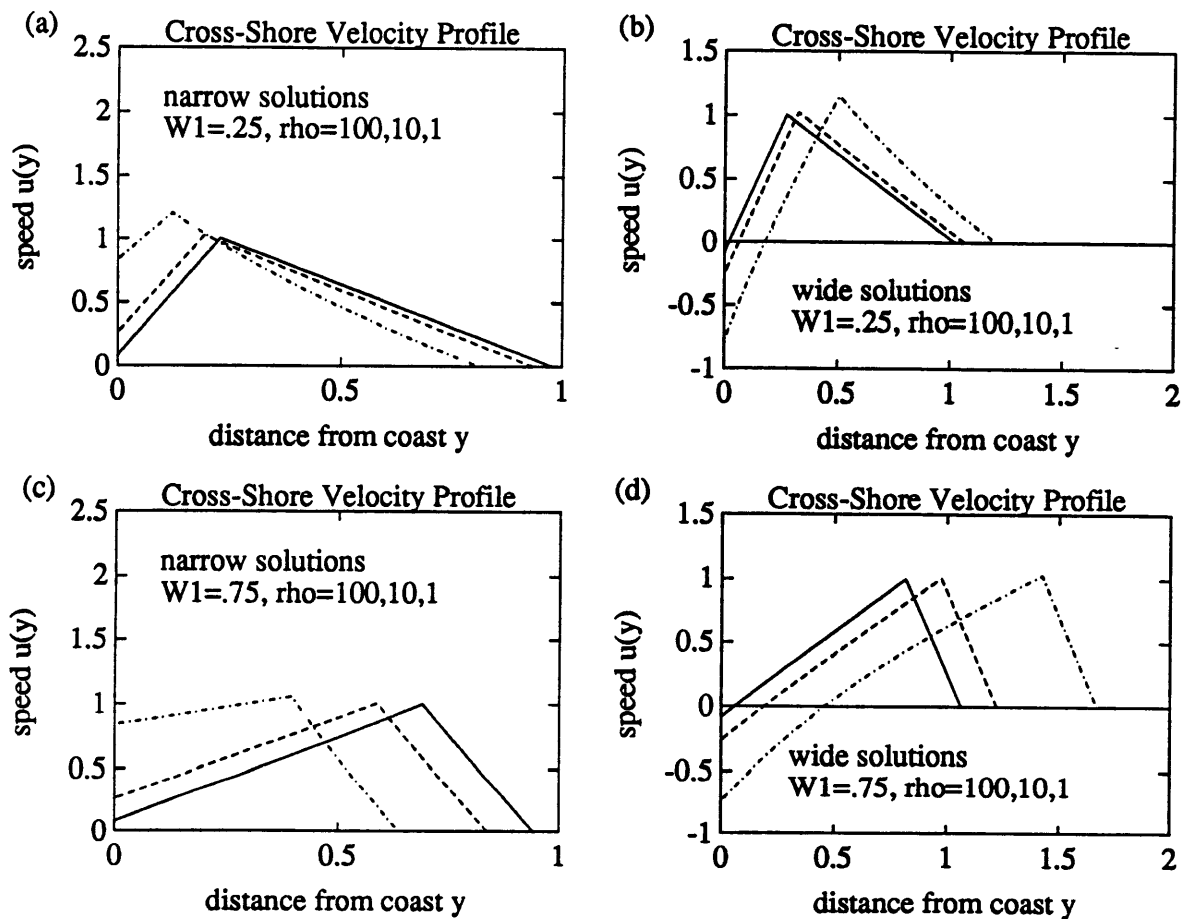 (a)
Cross-Shore Velocity Profile
2.5
2
1.5
1
0.5
0
speed u(y)
narrow solutions
W1=.25, rho=100,10,1
0
0.5
1
distance from coast y
(b)
Cross-Shore Velocity Profile
1.5
1
0.5
0
-0.5
-1
speed u(y)
wide solutions
W1=.25, rho=100,10,1
0
0.5
1
1.5
2
distance from coast y
(c)
Cross-Shore Velocity Profile
2.5
2
1.5
1
0.5
0
speed u(y)
narrow solutions
W1=.75, rho=100,10,1
0
0.5
1
distance from coast y
(d)
Cross-Shore Velocity Profile
1.5
1
0.5
0
-0.5
-1
speed u(y)
wide solutions
W1=.75, rho=100,10,1
0
0.5
1
1.5
2
distance from coast y